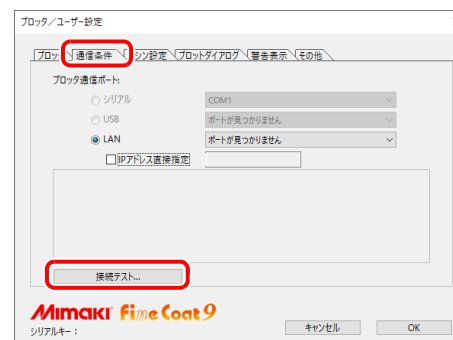 プロッタ／ユーザー設定
通信条件 シン設定 プロットダイアログ 警告表示 その他
プロッタ通信ポート:
シリアル COM1
USB ポートが見つかりません
LAN ポートが見つかりません
IPアドレス直接指定
接続テスト...
Mimaki Fine Coat 9
シリアルキー：
キャンセル OK